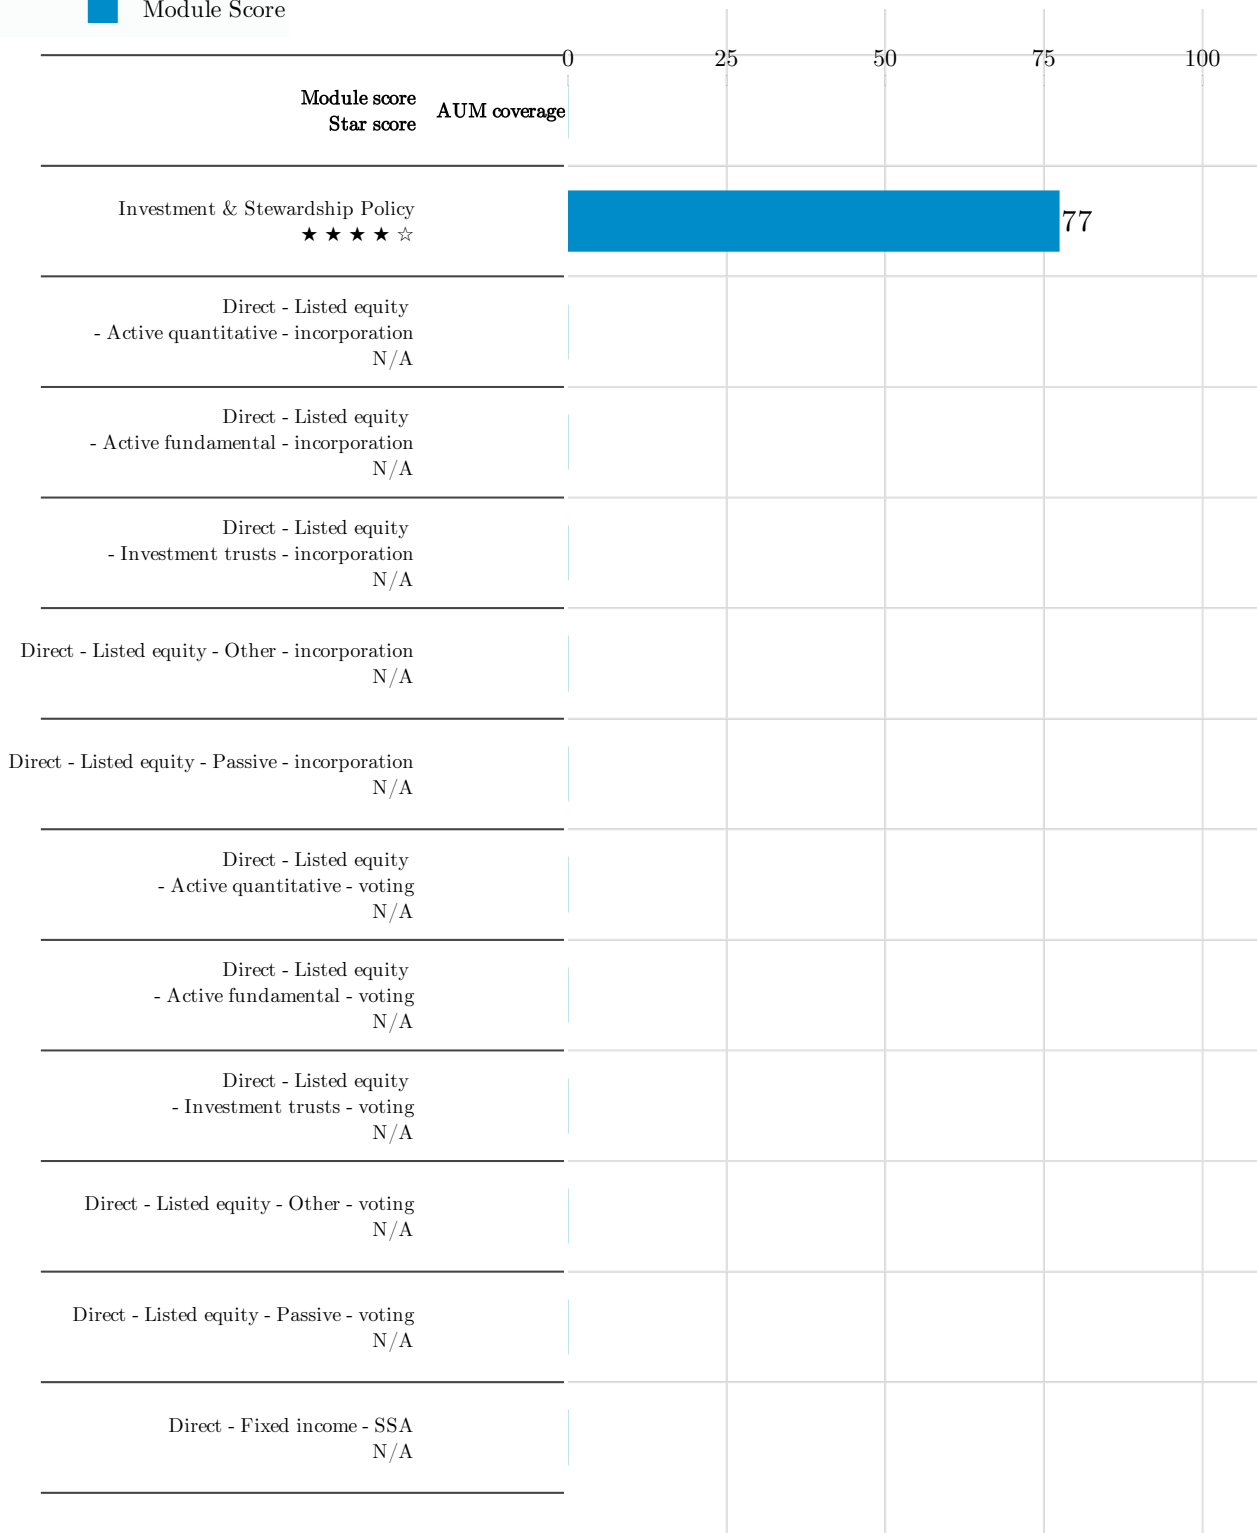 Module Score
0 25 50 75 100
Module score
Star score
AUM coverage
Investment & Stewardship Policy
★ ★ ★ ★ ☆
77
Direct - Listed equity
- Active quantitative - incorporation
N/A
Direct - Listed equity
- Active fundamental - incorporation
N/A
Direct - Listed equity
- Investment trusts - incorporation
N/A
Direct - Listed equity - Other - incorporation
N/A
Direct - Listed equity - Passive - incorporation
N/A
Direct - Listed equity
- Active quantitative - voting
N/A
Direct - Listed equity
- Active fundamental - voting
N/A
Direct - Listed equity
- Investment trusts - voting
N/A
Direct - Listed equity - Other - voting
N/A
Direct - Listed equity - Passive - voting
N/A
Direct - Fixed income - SSA
N/A